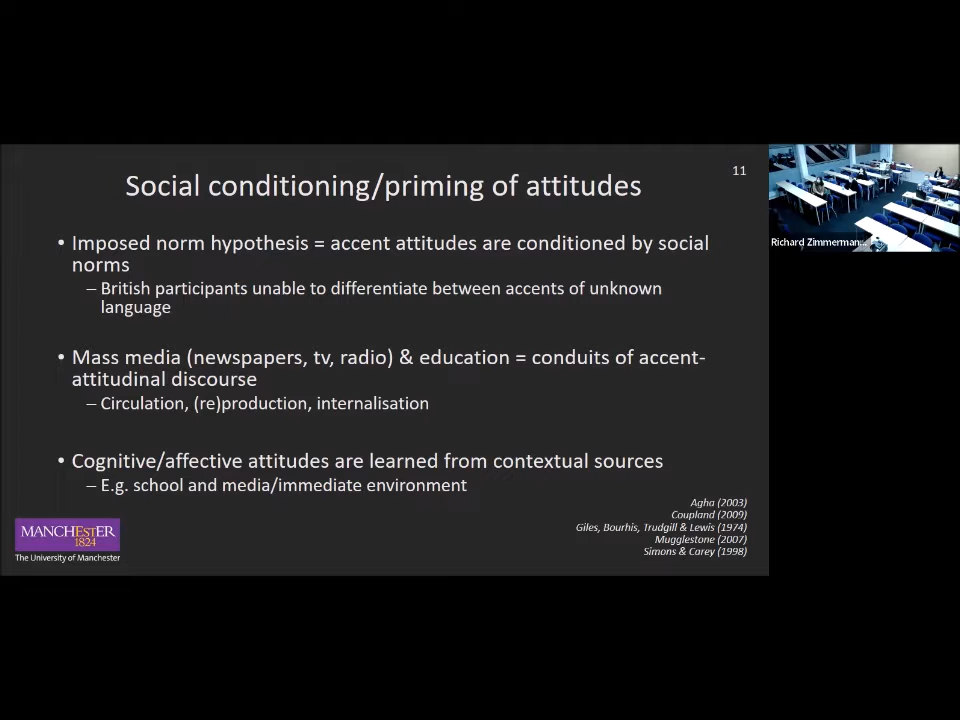 11
Social conditioning/priming of attitudes
• Imposed norm hypothesis = accent attitudes are conditioned by social
norms
– British participants unable to differentiate between accents of unknown
language
• Mass media (newspapers, tv, radio) & education = conduits of accent-
attitudinal discourse
– Circulation, (re)production, internalisation
• Cognitive/affective attitudes are learned from contextual sources
– E.g. school and media/immediate environment
Agha (2003)
Coupland (2009)
Giles, Bourhis, Trudgill & Lewis (1974)
Mugglestone (2007)
Simons & Carey (1998)
MANCHESTER
1824
The University of Manchester
Richard Zimmerman...